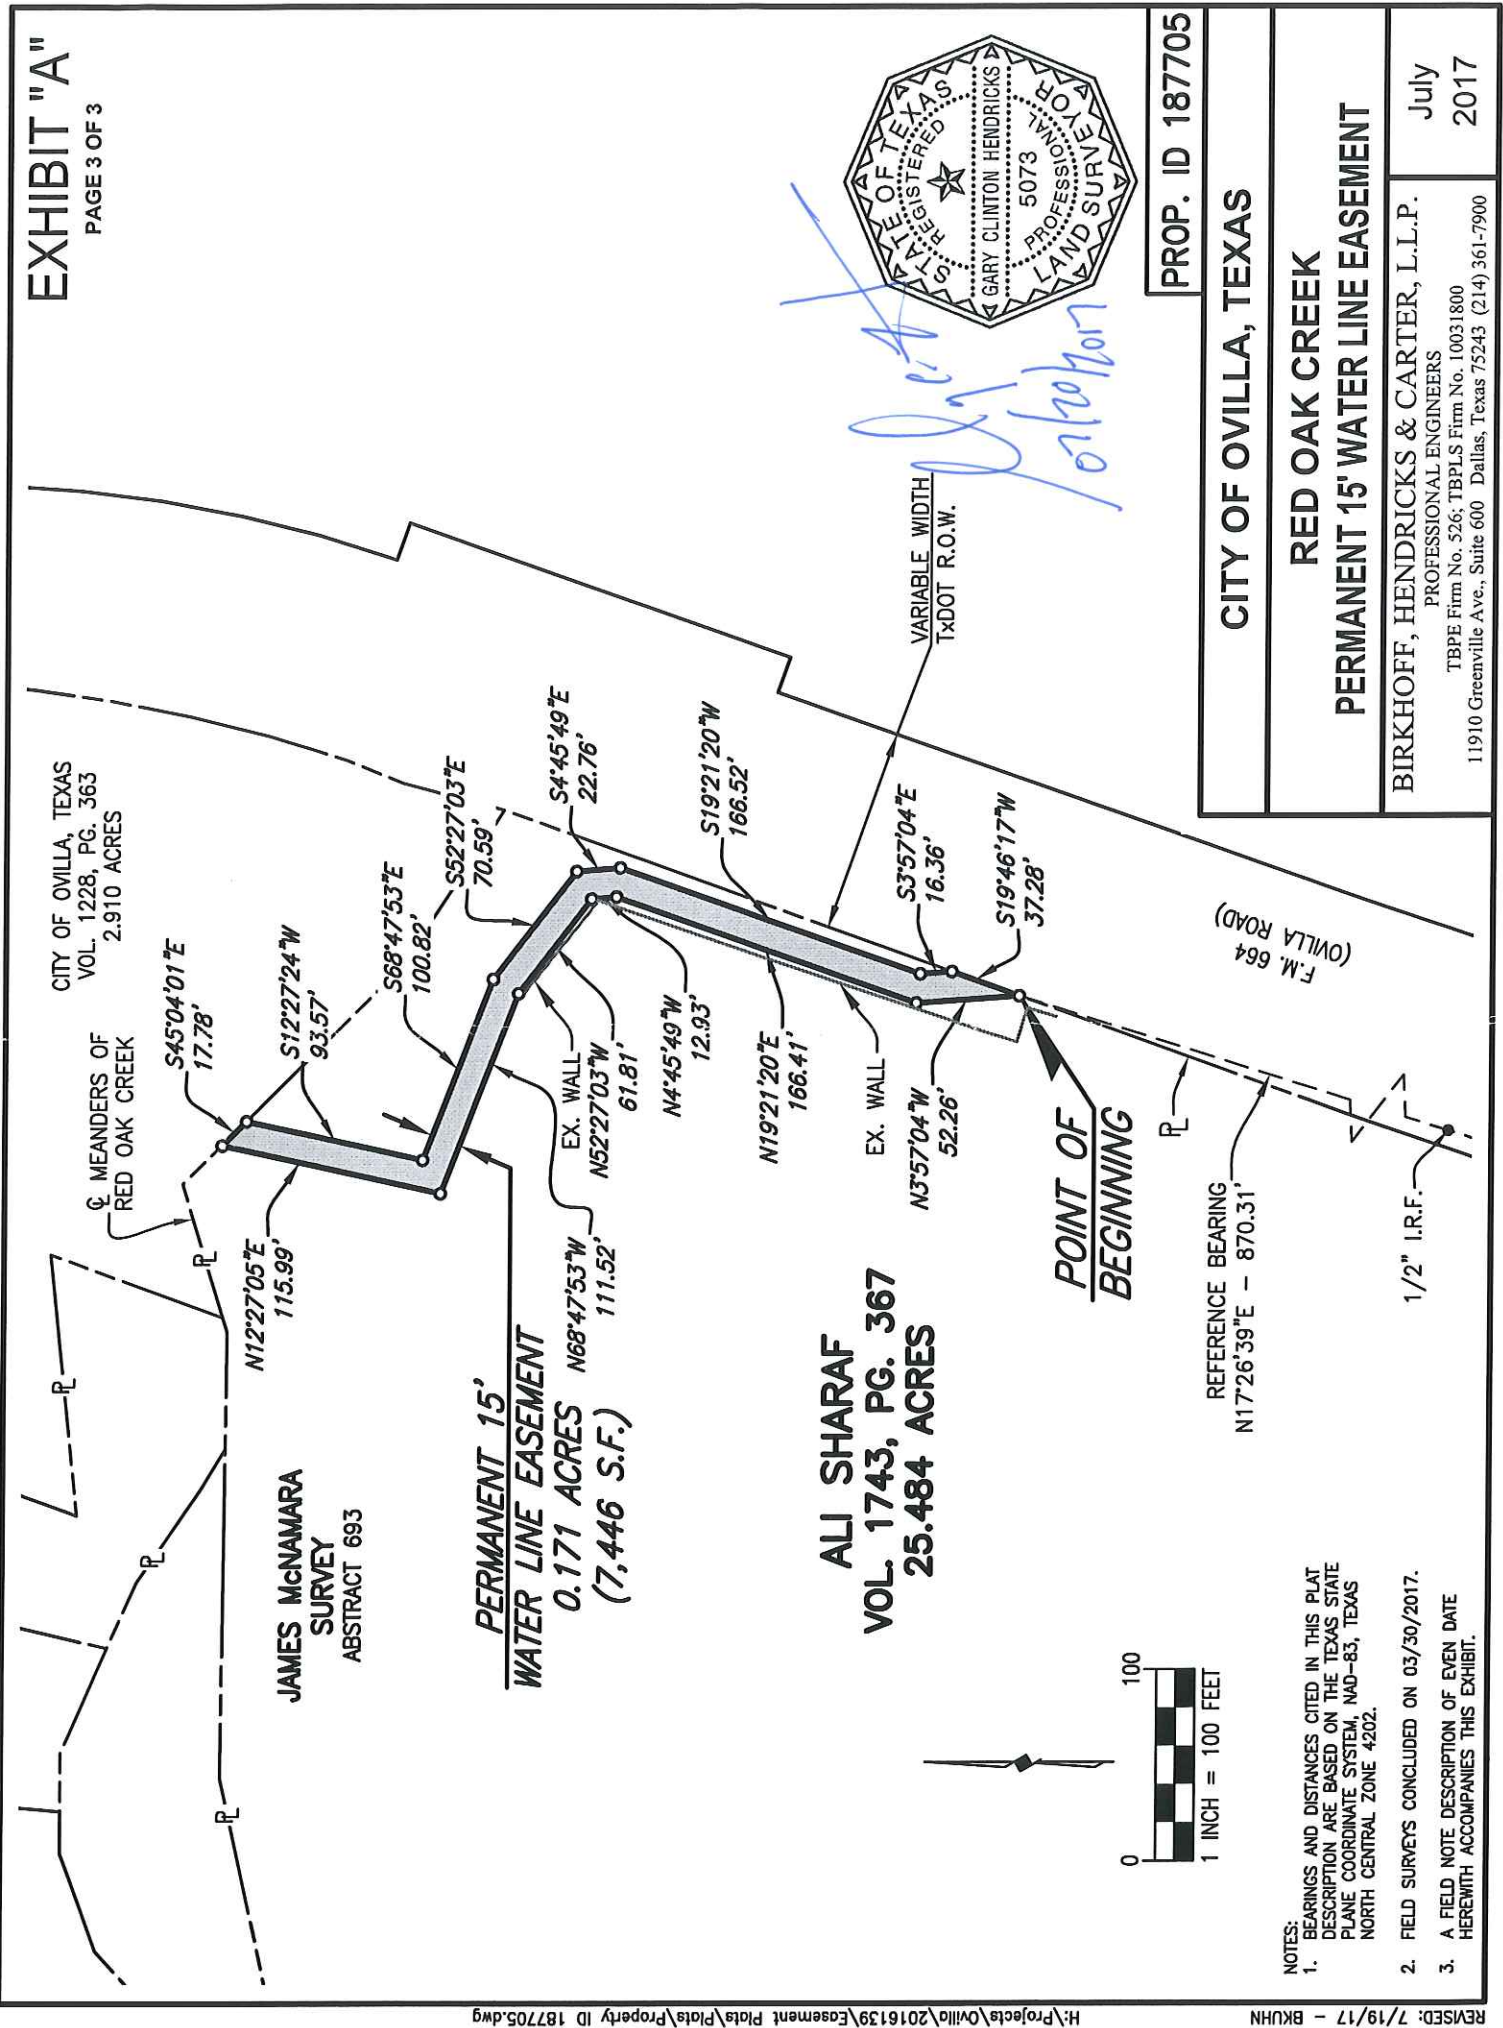 EXHIBIT "A"
PAGE 3 OF 3
CITY OF OVILLA, TEXAS
VOL. 1228, PG. 363
2.910 ACRES
℄ MEANDERS OF
RED OAK CREEK
S45°04'01"E
17.78'
S12°27'24"W
93.57'
S68°47'53"E
100.82'
S52°27'03"E
70.59'
S4°45'49"E
22.76'
S19°21'20"W
166.52'
S3°57'04"E
16.36'
S19°46'17"W
37.28'
VARIABLE WIDTH
TxDOT R.O.W.
N12°27'05"E
115.99'
N68°47'53"W
111.52'
EX. WALL
N52°27'03"W
61.81'
N4°45'49"W
12.93'
N19°21'20"E
166.41'
EX. WALL
N3°57'04"W
52.26'
POINT OF
BEGINNING
PL
PL
PL
PL
PL
F.M. 664
(OVILLA ROAD)
REFERENCE BEARING
N17°26'39"E - 870.31'
1/2" I.R.F.
JAMES McNAMARA
SURVEY
ABSTRACT 693
PERMANENT 15'
WATER LINE EASEMENT
0.171 ACRES
(7,446 S.F.)
ALI SHARAF
VOL. 1743, PG. 367
25.484 ACRES
0 100
1 INCH = 100 FEET
NOTES:
1. BEARINGS AND DISTANCES CITED IN THIS PLAT
DESCRIPTION ARE BASED ON THE TEXAS STATE
PLANE COORDINATE SYSTEM, NAD-83, TEXAS
NORTH CENTRAL ZONE 4202.
2. FIELD SURVEYS CONCLUDED ON 03/30/2017.
3. A FIELD NOTE DESCRIPTION OF EVEN DATE
HEREWITH ACCOMPANIES THIS EXHIBIT.
STATE OF TEXAS
REGISTERED
GARY CLINTON HENDRICKS
5073
PROFESSIONAL
LAND SURVEYOR
PROP. ID 187705
CITY OF OVILLA, TEXAS
RED OAK CREEK
PERMANENT 15' WATER LINE EASEMENT
BIRKHOFF, HENDRICKS & CARTER, L.L.P.
PROFESSIONAL ENGINEERS
TBPE Firm No. 526; TBPLS Firm No. 10031800
11910 Greenville Ave., Suite 600 Dallas, Texas 75243 (214) 361-7900
July
2017
H:\Projects\Ovilla\2016139\Easement Plats\Plats\Property ID 187705.dwg
REVISED: 7/19/17 - BKUHN